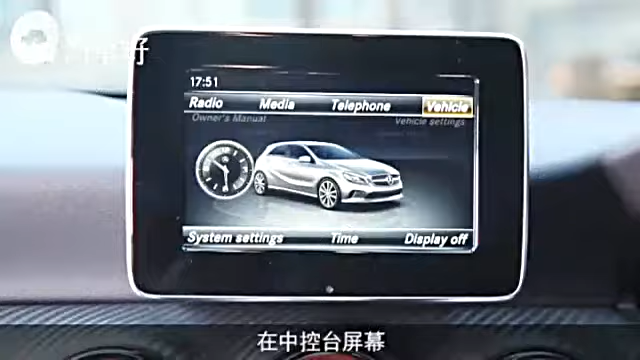 17:51
Radio Media Telephone Vehicle
Owner's Manual Vehicle settings
System settings Time Display off
在中控台屏幕